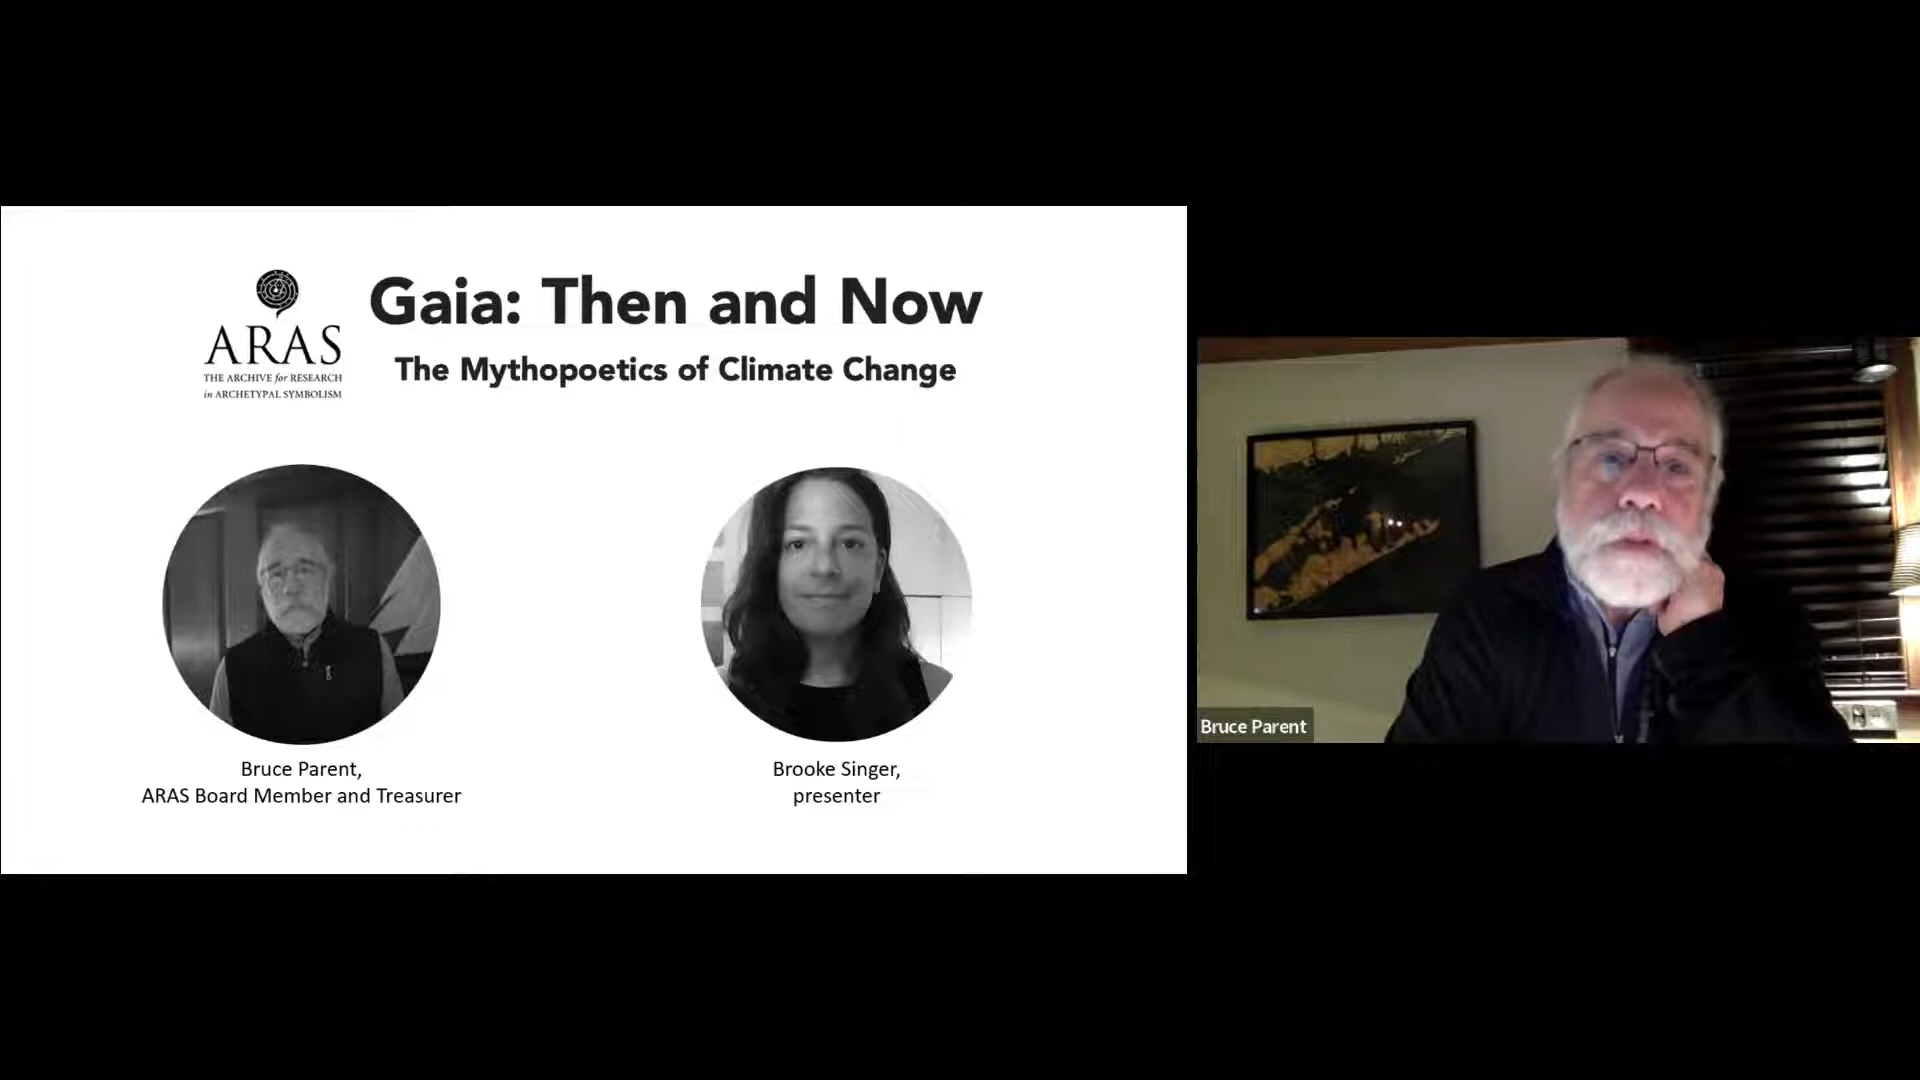 Gaia: Then and Now
The Mythopoetics of Climate Change
ARAS
THE ARCHIVE for RESEARCH
in ARCHETYPAL SYMBOLISM
Bruce Parent,
ARAS Board Member and Treasurer
Brooke Singer,
presenter
Bruce Parent